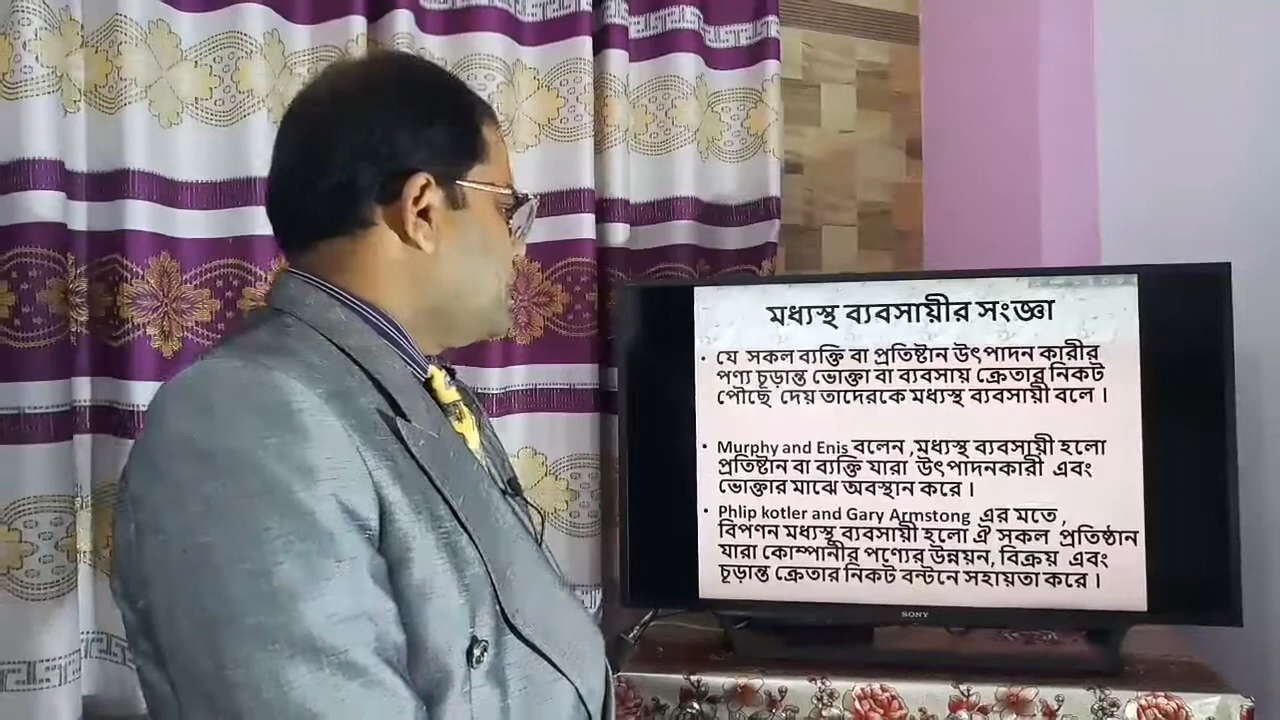 মধ্যস্থ ব্যবসায়ীর সংজ্ঞা
• যে সকল ব্যক্তি বা প্রতিষ্টান উৎপাদন কারীর
পণ্য চূড়ান্ত ভোক্তা বা ব্যবসায় ক্রেতার নিকট
পৌছে দেয় তাদেরকে মধ্যস্থ ব্যবসায়ী বলে ।
• Murphy and Enis বলেন , মধ্যস্থ ব্যবসায়ী হলো
প্রতিষ্টান বা ব্যক্তি যারা উৎপাদনকারী এবং
ভোক্তার মাঝে অবস্থান করে ।
• Phlip kotler and Gary Armstong এর মতে ,
বিপণন মধ্যস্থ ব্যবসায়ী হলো ঐ সকল প্রতিষ্ঠান
যারা কোম্পানীর পণ্যের উন্নয়ন, বিক্রয় এবং
চূড়ান্ত ক্রেতার নিকট বন্টনে সহায়তা করে ।
SONY